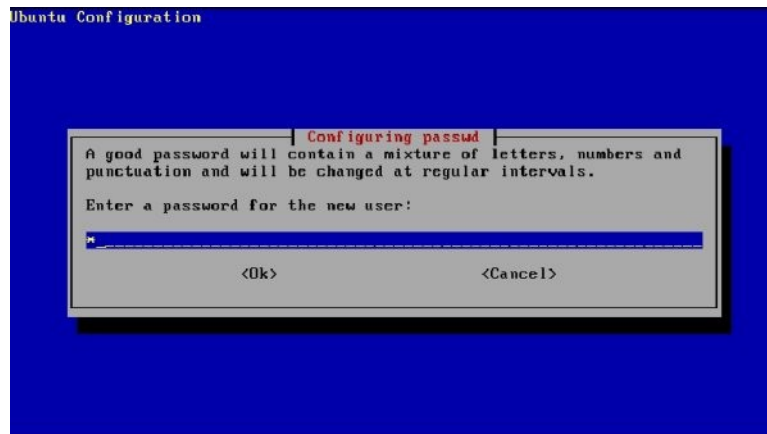 Ubuntu Configuration
Configuring passwd
A good password will contain a mixture of letters, numbers and
punctuation and will be changed at regular intervals.
Enter a password for the new user:
*
<Ok> <Cancel>